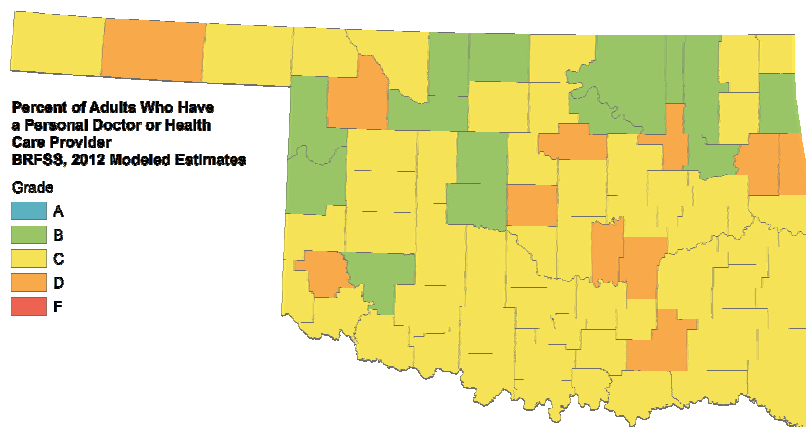 Percent of Adults Who Have
a Personal Doctor or Health
Care Provider
BRFSS, 2012 Modeled Estimates
Grade
A
B
C
D
F